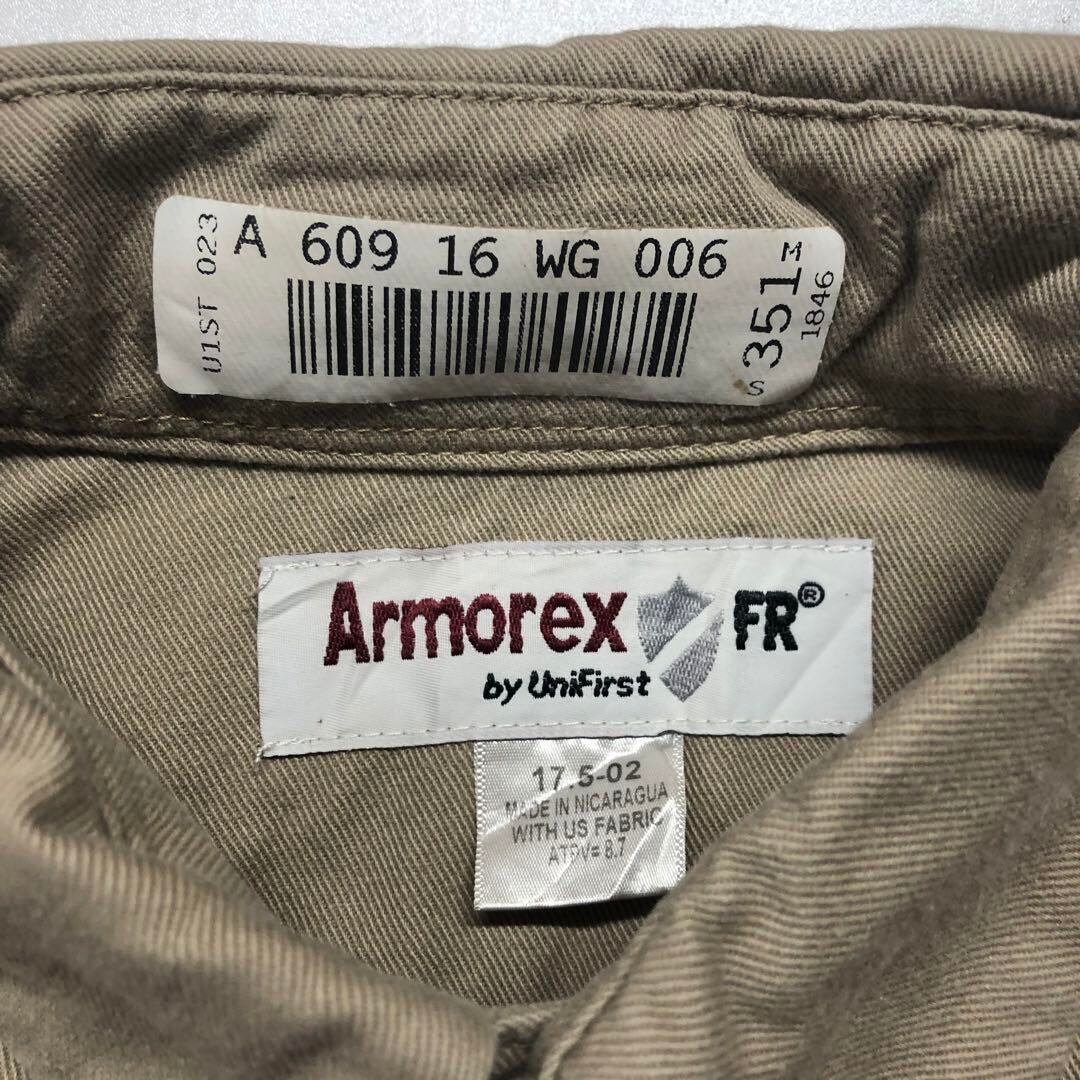 U1ST 023
A 609 16 WG 006
S 351 M
1846
Armorex FR®
by UniFirst
17.5-02
MADE IN NICARAGUA
WITH US FABRIC
ATPV= 8.7